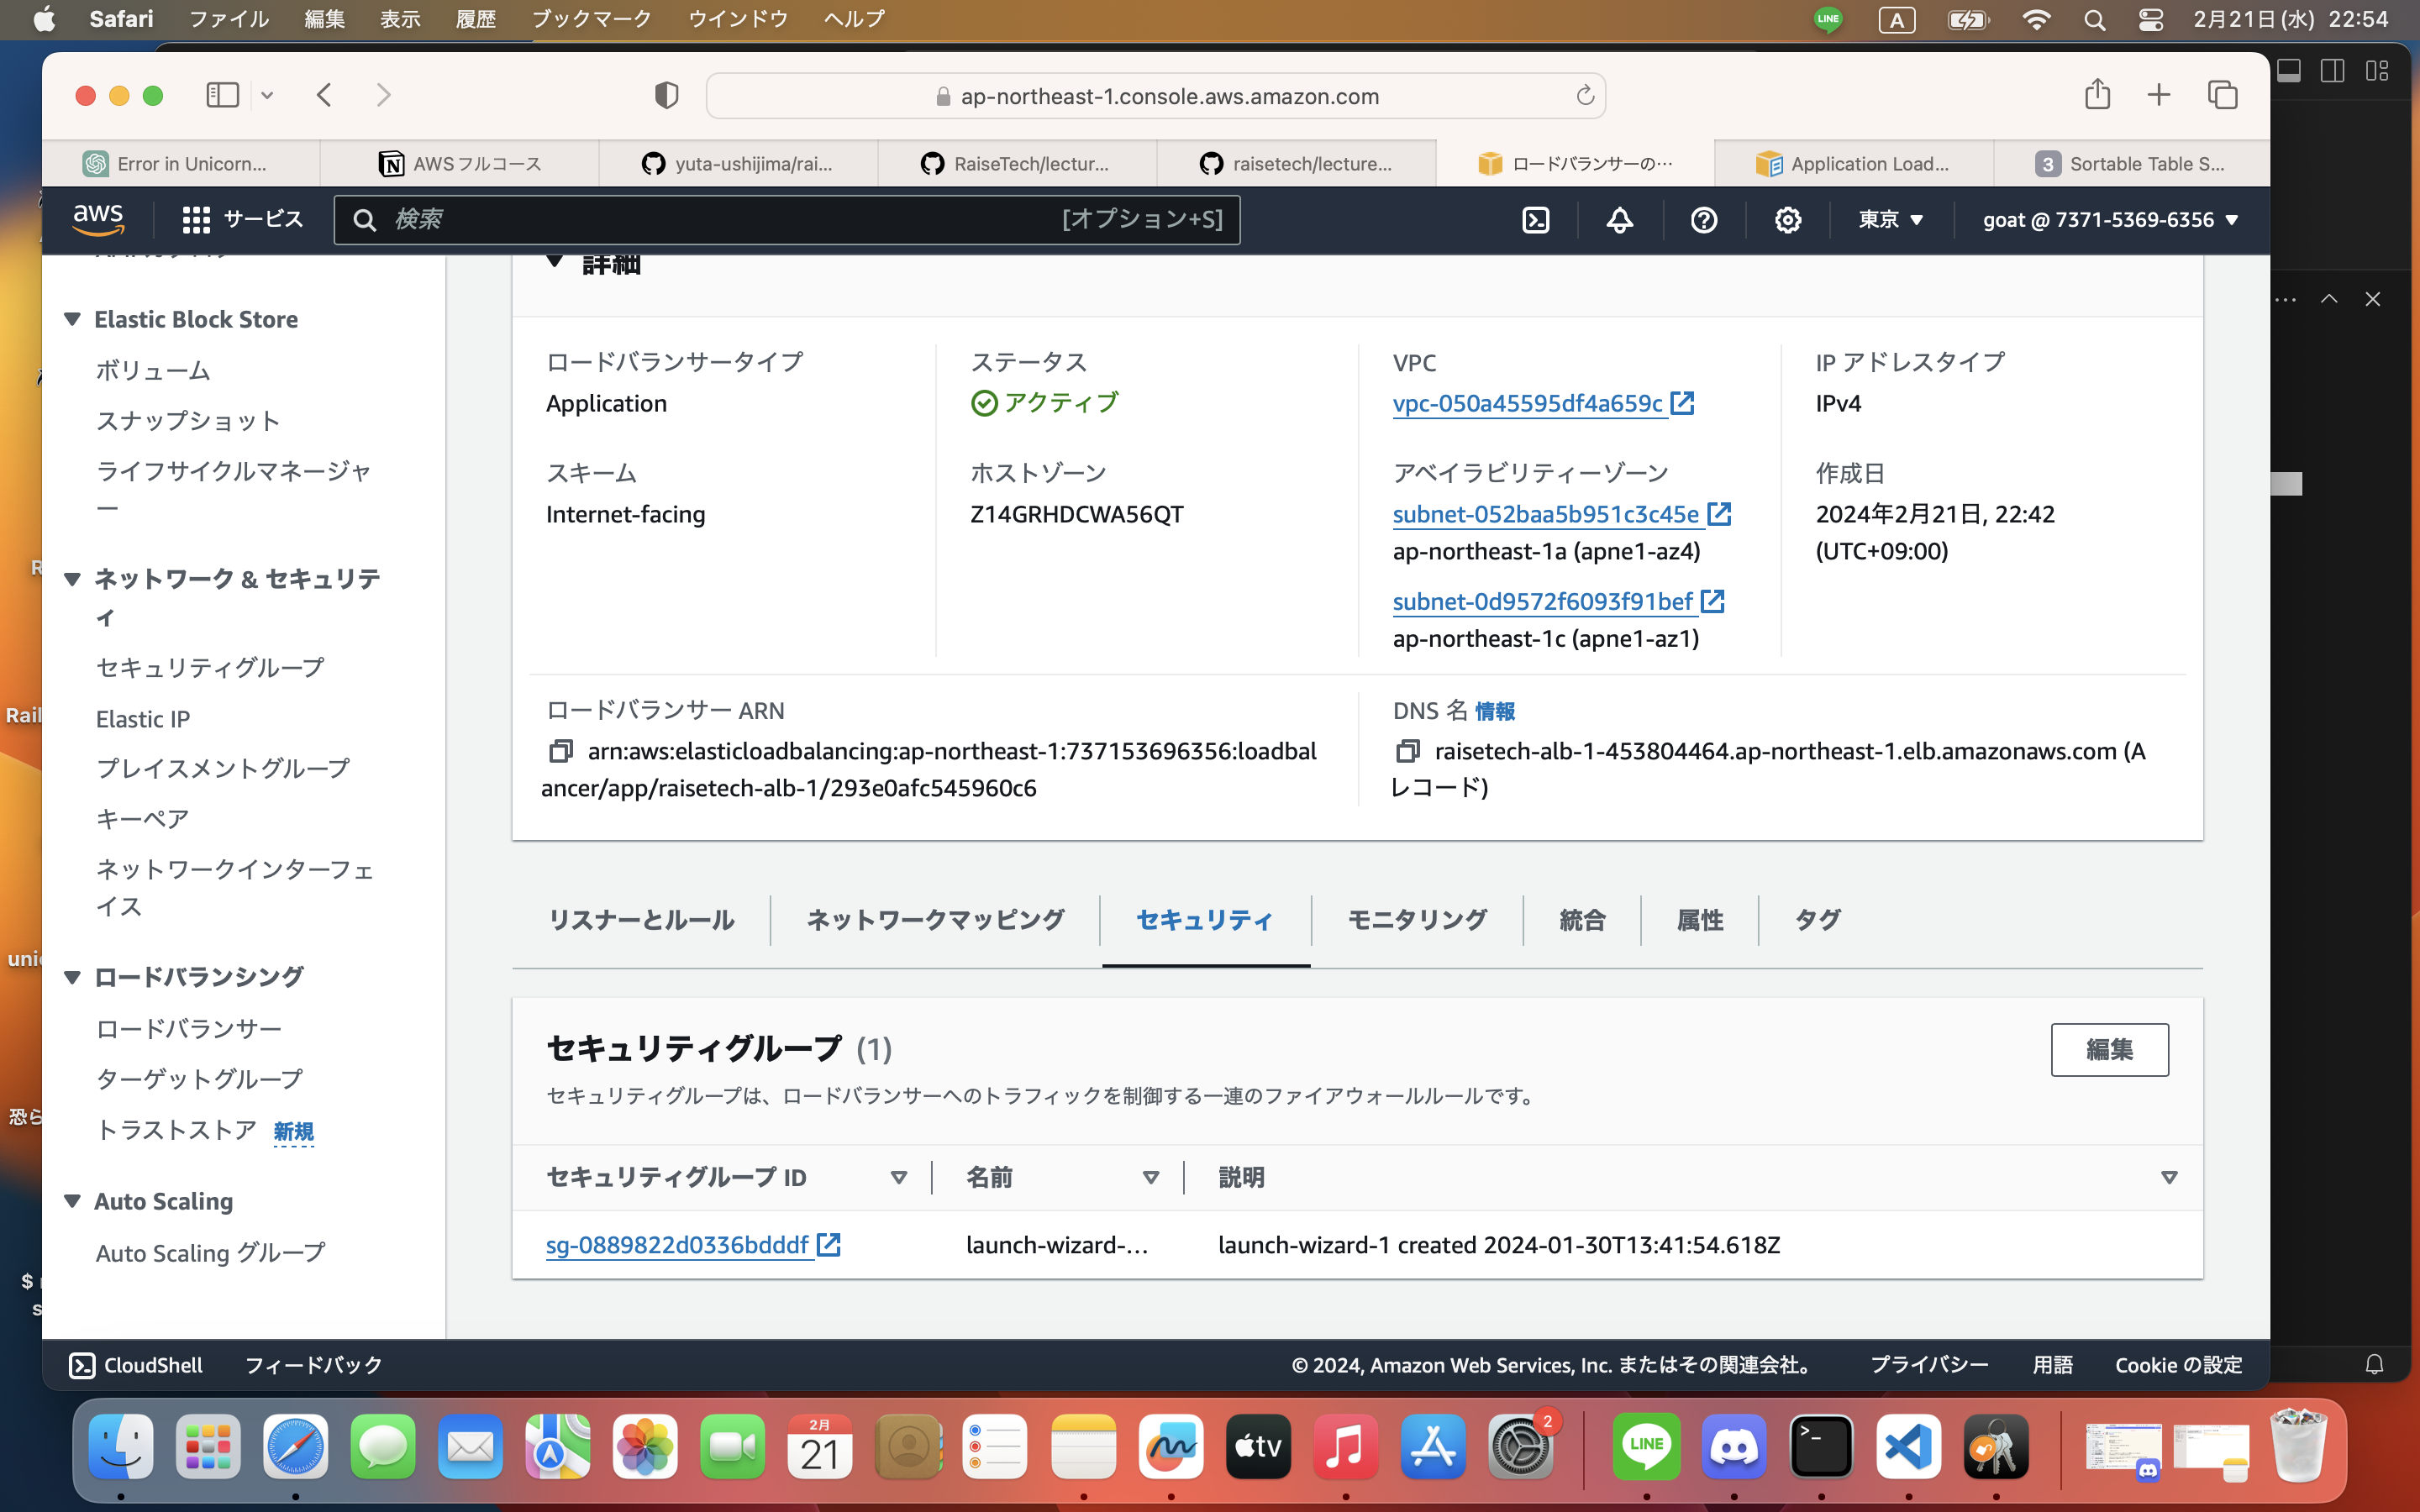 Safari ファイル 編集 表示 履歴 ブックマーク ウインドウ ヘルプ
LINE A 2月21日(水) 22:54
ap-northeast-1.console.aws.amazon.com
Error in Unicorn...
AWSフルコース
yuta-ushijima/rai...
RaiseTech/lectur...
raisetech/lecture...
ロードバランサーの…
Application Load...
3 Sortable Table S...
aws サービス 検索 [オプション+S] 東京 goat @ 7371-5369-6356
Elastic Block Store
ボリューム
スナップショット
ライフサイクルマネージャ
ー
ネットワーク & セキュリテ
ィ
セキュリティグループ
Elastic IP
プレイスメントグループ
キーペア
ネットワークインターフェ
イス
ロードバランシング
ロードバランサー
ターゲットグループ
トラストストア 新規
Auto Scaling
Auto Scaling グループ
詳細
ロードバランサータイプ
Application
ステータス
アクティブ
VPC
vpc-050a45595df4a659c
IP アドレスタイプ
IPv4
スキーム
Internet-facing
ホストゾーン
Z14GRHDCWA56QT
アベイラビリティーゾーン
subnet-052baa5b951c3c45e
ap-northeast-1a (apne1-az4)
subnet-0d9572f6093f91bef
ap-northeast-1c (apne1-az1)
作成日
2024年2月21日, 22:42
(UTC+09:00)
ロードバランサー ARN
arn:aws:elasticloadbalancing:ap-northeast-1:737153696356:loadbal
ancer/app/raisetech-alb-1/293e0afc545960c6
DNS 名 情報
raisetech-alb-1-453804464.ap-northeast-1.elb.amazonaws.com (A
レコード)
リスナーとルール ネットワークマッピング セキュリティ モニタリング 統合 属性 タグ
セキュリティグループ (1)
編集
セキュリティグループは、ロードバランサーへのトラフィックを制御する一連のファイアウォールルールです。
セキュリティグループ ID 名前 説明
sg-0889822d0336bdddf launch-wizard-... launch-wizard-1 created 2024-01-30T13:41:54.618Z
CloudShell フィードバック © 2024, Amazon Web Services, Inc. またはその関連会社。 プライバシー 用語 Cookie の設定
Rail
恐ら
2月
21
tv
2
LINE